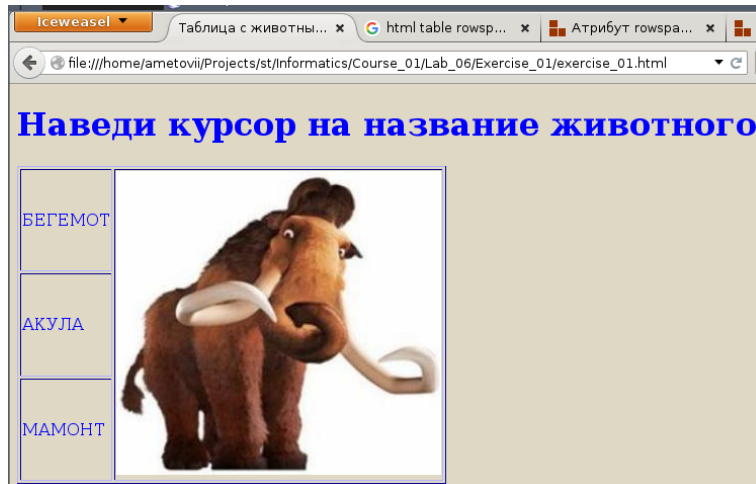 Iceweasel
Таблица с животны... × html table rowsp... × Атрибут rowspa... ×
file:///home/ametovii/Projects/st/Informatics/Course_01/Lab_06/Exercise_01/exercise_01.html
Наведи курсор на название животного
БЕГЕМОТ
АКУЛА
МАМОНТ